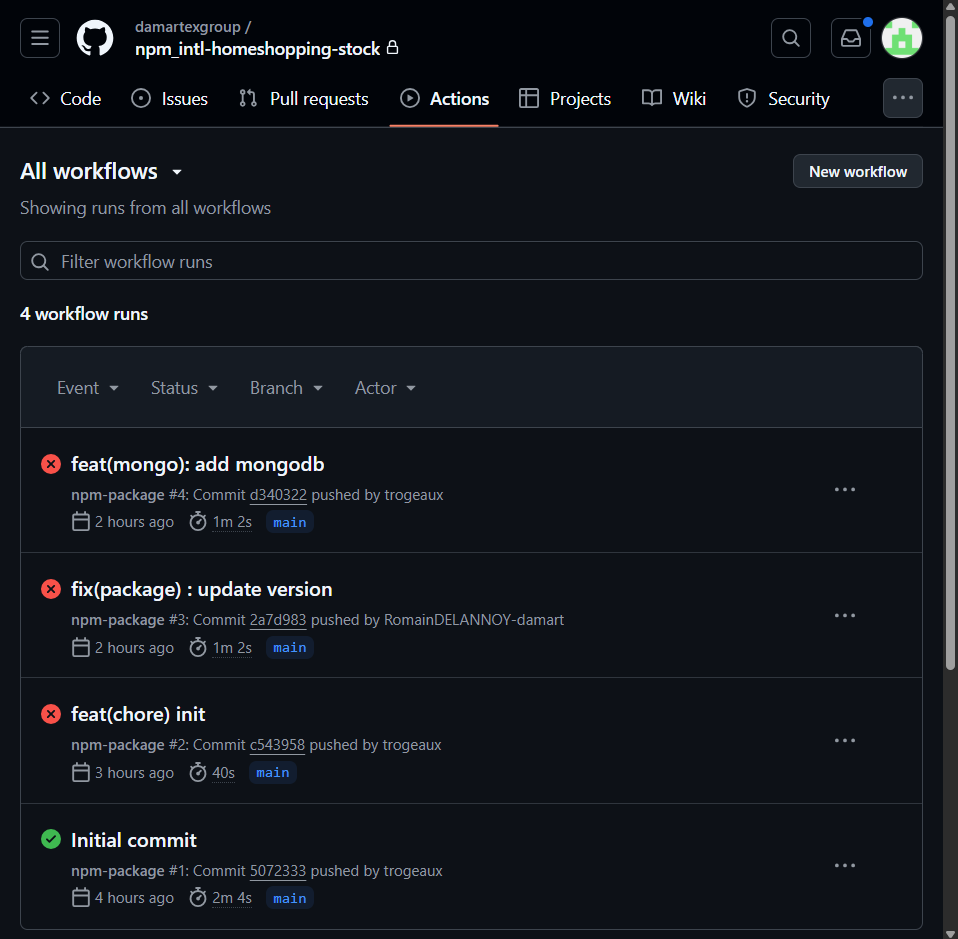 damartexgroup /
npm_intl-homeshopping-stock
Code Issues Pull requests Actions Projects Wiki Security
All workflows
New workflow
Showing runs from all workflows
Filter workflow runs
4 workflow runs
Event Status Branch Actor
feat(mongo): add mongodb
npm-package #4: Commit d340322 pushed by trogeaux
2 hours ago 1m 2s main
fix(package) : update version
npm-package #3: Commit 2a7d983 pushed by RomainDELANNOY-damart
2 hours ago 1m 2s main
feat(chore) init
npm-package #2: Commit c543958 pushed by trogeaux
3 hours ago 40s main
Initial commit
npm-package #1: Commit 5072333 pushed by trogeaux
4 hours ago 2m 4s main